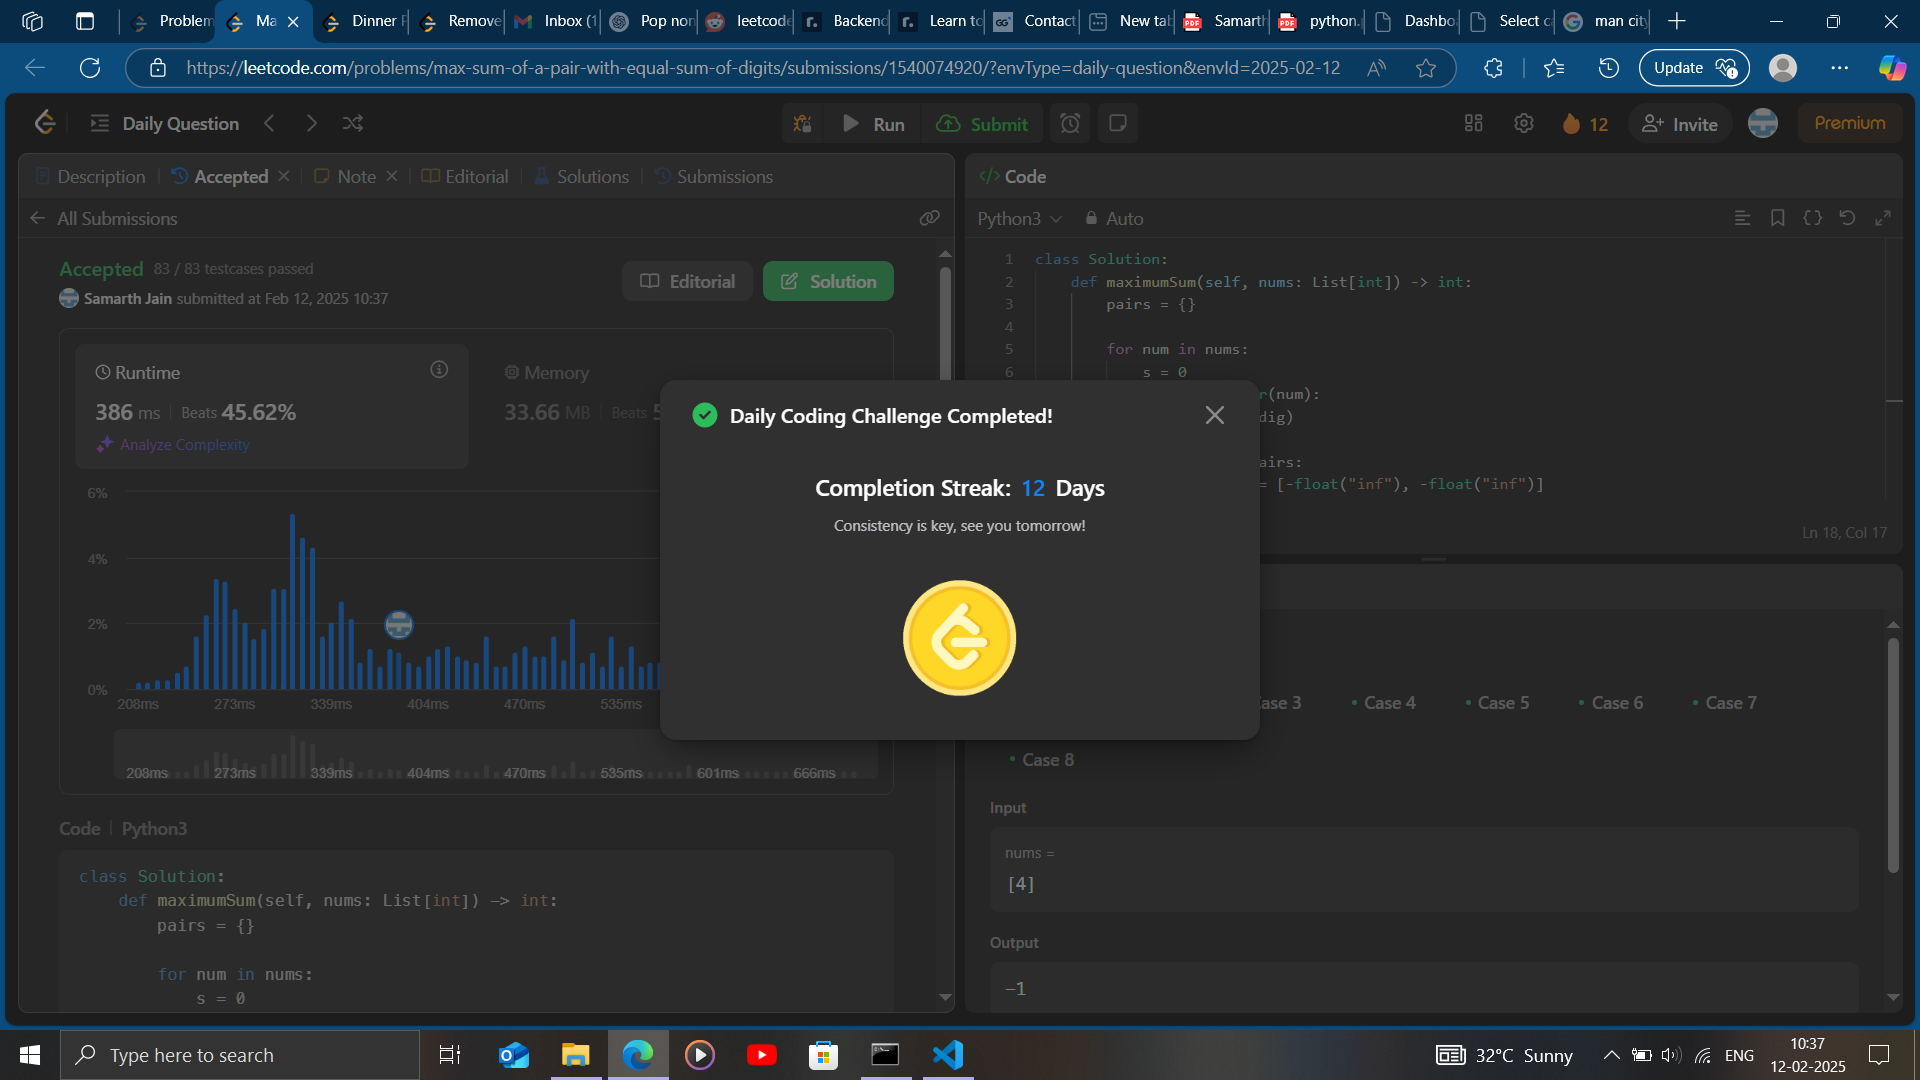 Problem
Ma
Dinner P
Remove
Inbox (1
Pop non
leetcode
Backend
Learn to
Contact
New tab
Samarth
python.
Dashbo
Select c
man city
https://leetcode.com/problems/max-sum-of-a-pair-with-equal-sum-of-digits/submissions/1540074920/?envType=daily-question&envId=2025-02-12
Update
Daily Question
Run
Submit
12
Invite
Premium
Description
Accepted
Note
Editorial
Solutions
Submissions
</> Code
All Submissions
Python3
Auto
Accepted 83 / 83 testcases passed
Samarth Jain submitted at Feb 12, 2025 10:37
Editorial
Solution
Runtime
386 ms | Beats 45.62%
Analyze Complexity
Memory
33.66 MB | Beats 5
6%
4%
2%
0%
208ms 273ms 339ms 404ms 470ms 535ms
208ms 273ms 339ms 404ms 470ms 535ms 601ms 666ms
Code | Python3
class Solution:
def maximumSum(self, nums: List[int]) -> int:
pairs = {}
for num in nums:
s = 0
Daily Coding Challenge Completed!
Completion Streak: 12 Days
Consistency is key, see you tomorrow!
1 class Solution:
2 def maximumSum(self, nums: List[int]) -> int:
3 pairs = {}
4
5 for num in nums:
6 s = 0
r(num):
dig)
airs:
= [-float("inf"), -float("inf")]
Ln 18, Col 17
ase 3
Case 4
Case 5
Case 6
Case 7
Case 8
Input
nums =
[4]
Output
-1
Type here to search
32°C Sunny
ENG
10:37
12-02-2025